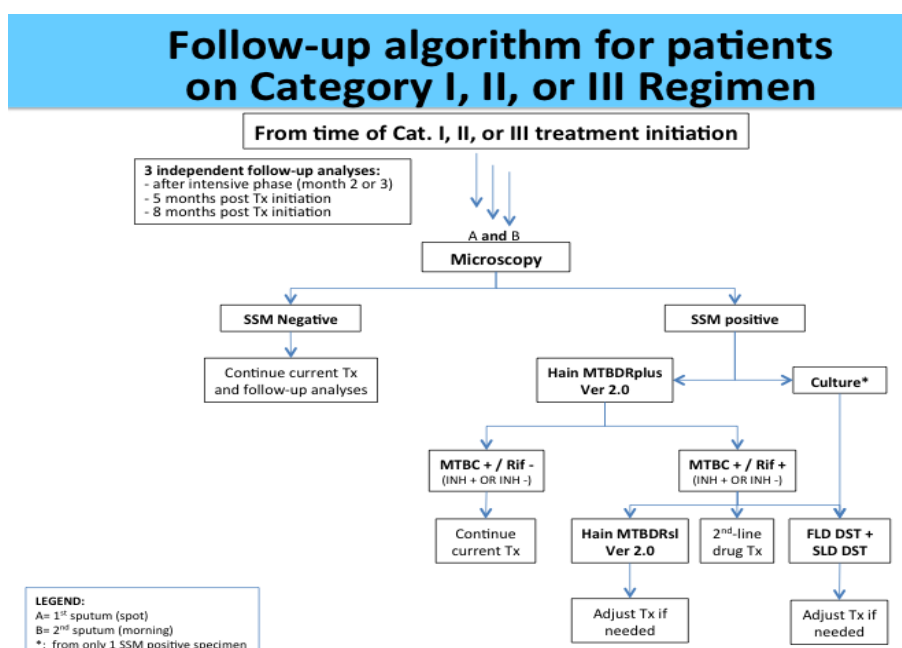 Follow-up algorithm for patients
on Category I, II, or III Regimen
From time of Cat. I, II, or III treatment initiation
3 independent follow-up analyses:
- after intensive phase (month 2 or 3)
- 5 months post Tx initiation
- 8 months post Tx initiation
A and B
Microscopy
SSM Negative
SSM positive
Continue current Tx
and follow-up analyses
Hain MTBDRplus
Ver 2.0
Culture*
MTBC + / Rif -
(INH + OR INH -)
MTBC + / Rif +
(INH + OR INH -)
Continue
current Tx
Hain MTBDRsl
Ver 2.0
2nd-line
drug Tx
FLD DST +
SLD DST
Adjust Tx if
needed
Adjust Tx if
needed
LEGEND:
A= 1st sputum (spot)
B= 2nd sputum (morning)
*: from only 1 SSM positive specimen